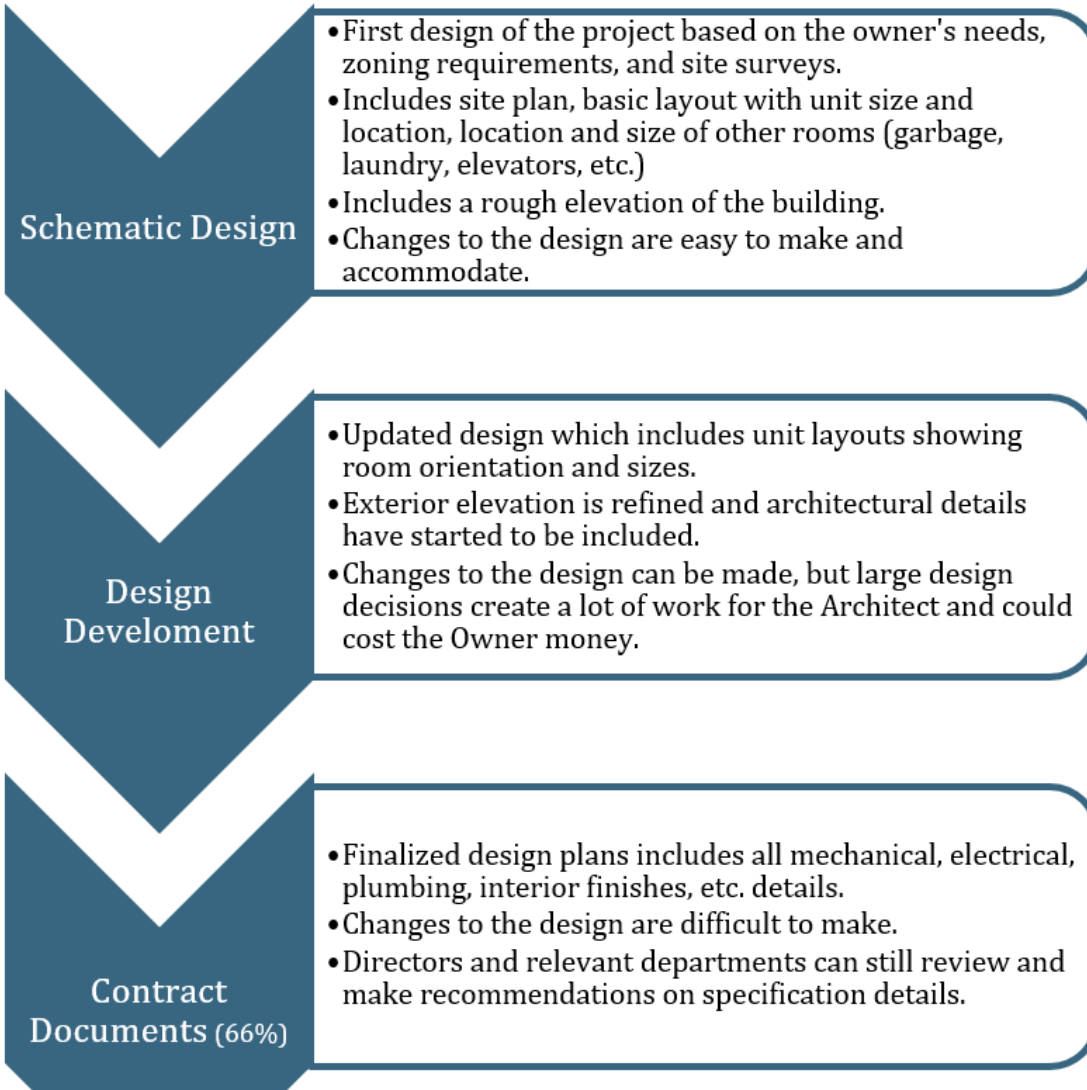 Schematic Design
•First design of the project based on the owner's needs,
zoning requirements, and site surveys.
•Includes site plan, basic layout with unit size and
location, location and size of other rooms (garbage,
laundry, elevators, etc.)
•Includes a rough elevation of the building.
•Changes to the design are easy to make and
accommodate.
Design
Develoment
•Updated design which includes unit layouts showing
room orientation and sizes.
•Exterior elevation is refined and architectural details
have started to be included.
•Changes to the design can be made, but large design
decisions create a lot of work for the Architect and could
cost the Owner money.
Contract
Documents (66%)
•Finalized design plans includes all mechanical, electrical,
plumbing, interior finishes, etc. details.
•Changes to the design are difficult to make.
•Directors and relevant departments can still review and
make recommendations on specification details.